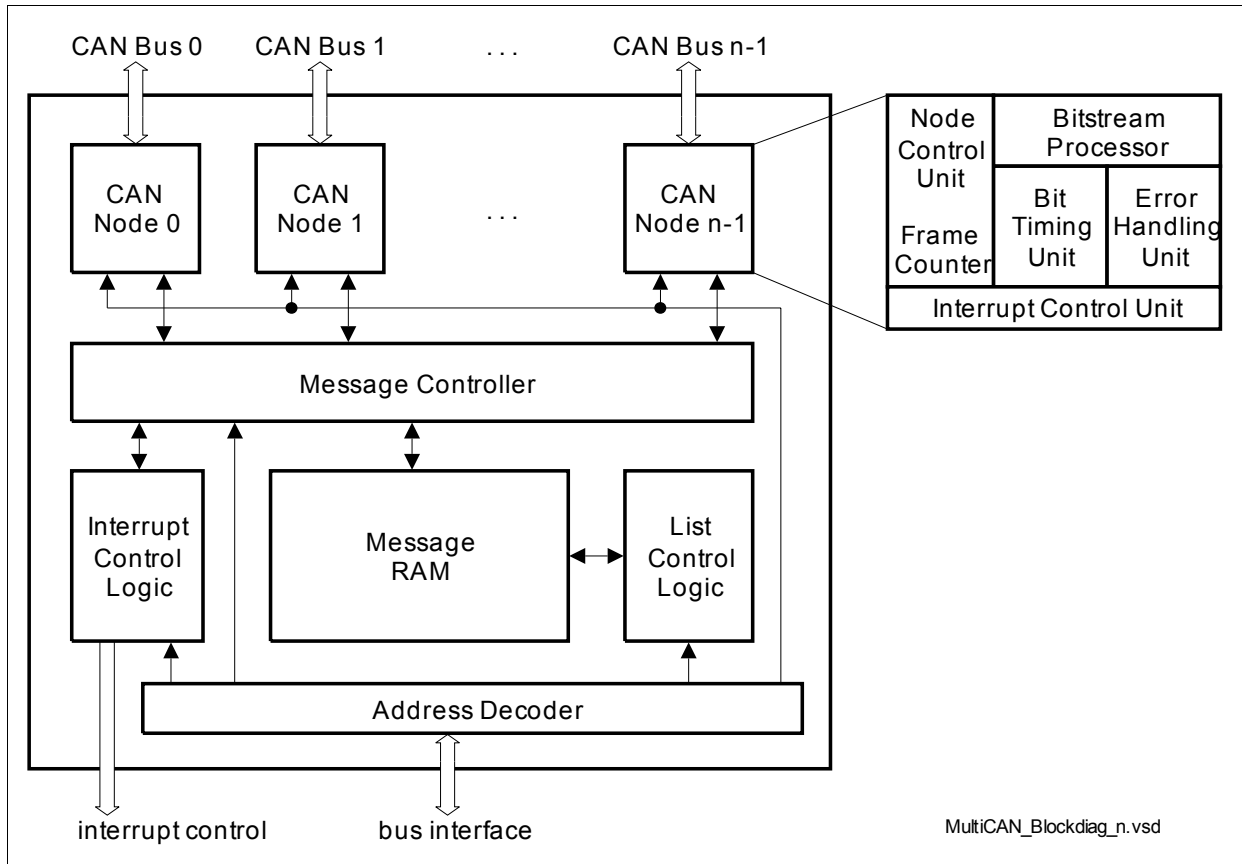 CAN Bus 0
CAN Bus 1
. . .
CAN Bus n-1
CAN
Node 0
CAN
Node 1
. . .
CAN
Node n-1
Node
Control
Unit
Frame
Counter
Bitstream
Processor
Bit
Timing
Unit
Error
Handling
Unit
Interrupt Control Unit
Message Controller
Interrupt
Control
Logic
Message
RAM
List
Control
Logic
Address Decoder
interrupt control
bus interface
MultiCAN_Blockdiag_n.vsd